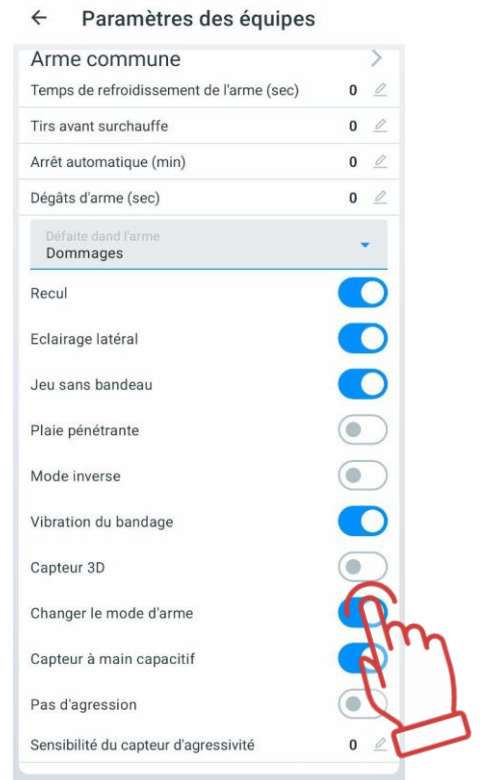 Paramètres des équipes
Arme commune
Temps de refroidissement de l'arme (sec) 0
Tirs avant surchauffe 0
Arrêt automatique (min) 0
Dégâts d'arme (sec) 0
Défaite dand l'arme
Dommages
Recul
Eclairage latéral
Jeu sans bandeau
Plaie pénétrante
Mode inverse
Vibration du bandage
Capteur 3D
Changer le mode d'arme
Capteur à main capacitif
Pas d'agression
Sensibilité du capteur d'agressivité 0